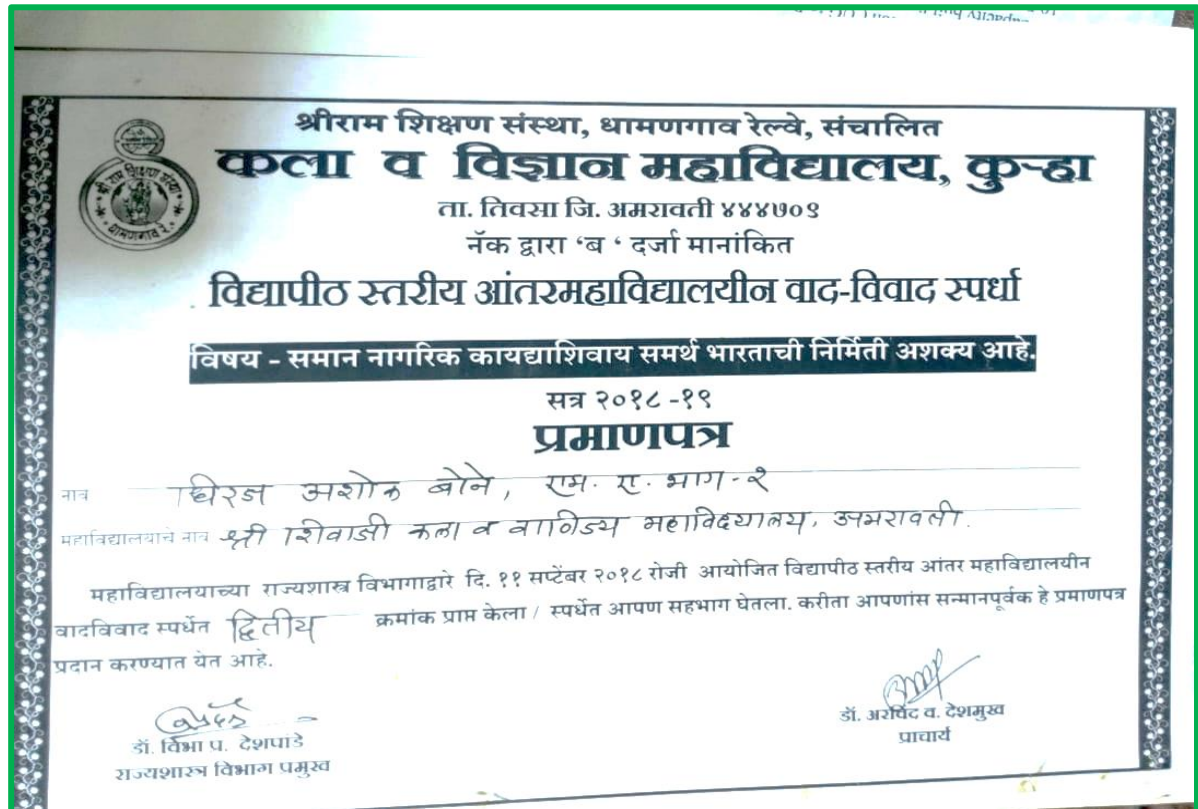 श्रीराम शिक्षण संस्था, धामणगाव रेल्वे, संचालित
कला व विज्ञान महाविद्यालय, कुऱ्हा
ता. तिवसा जि. अमरावती ४४४७०९
नॅक द्वारा ‘ब ‘ दर्जा मानांकित
विद्यापीठ स्तरीय आंतरमहाविद्यालयीन वाद-विवाद स्पर्धा
विषय - समान नागरिक कायद्याशिवाय समर्थ भारताची निर्मिती अशक्य आहे.
सत्र २०१८-१९
प्रमाणपत्र
नाव धिरज अशोक बोने, एम. ए. भाग-२
महाविद्यालयाचे नाव श्री शिवाजी कला व वाणिज्य महाविद्यालय, अमरावती.
महाविद्यालयाच्या राज्यशास्त्र विभागाद्वारे दि. ११ सप्टेंबर २०१८ रोजी आयोजित विद्यापीठ स्तरीय आंतर महाविद्यालयीन
वादविवाद स्पर्धेत द्वितीय क्रमांक प्राप्त केला / स्पर्धेत आपण सहभाग घेतला. करीता आपणांस सन्मानपूर्वक हे प्रमाणपत्र
प्रदान करण्यात येत आहे.
डॉ. विभा प्र. देशपांडे
राज्यशास्त्र विभाग प्रमुख
डॉ. अरविंद व. देशमुख
प्राचार्य